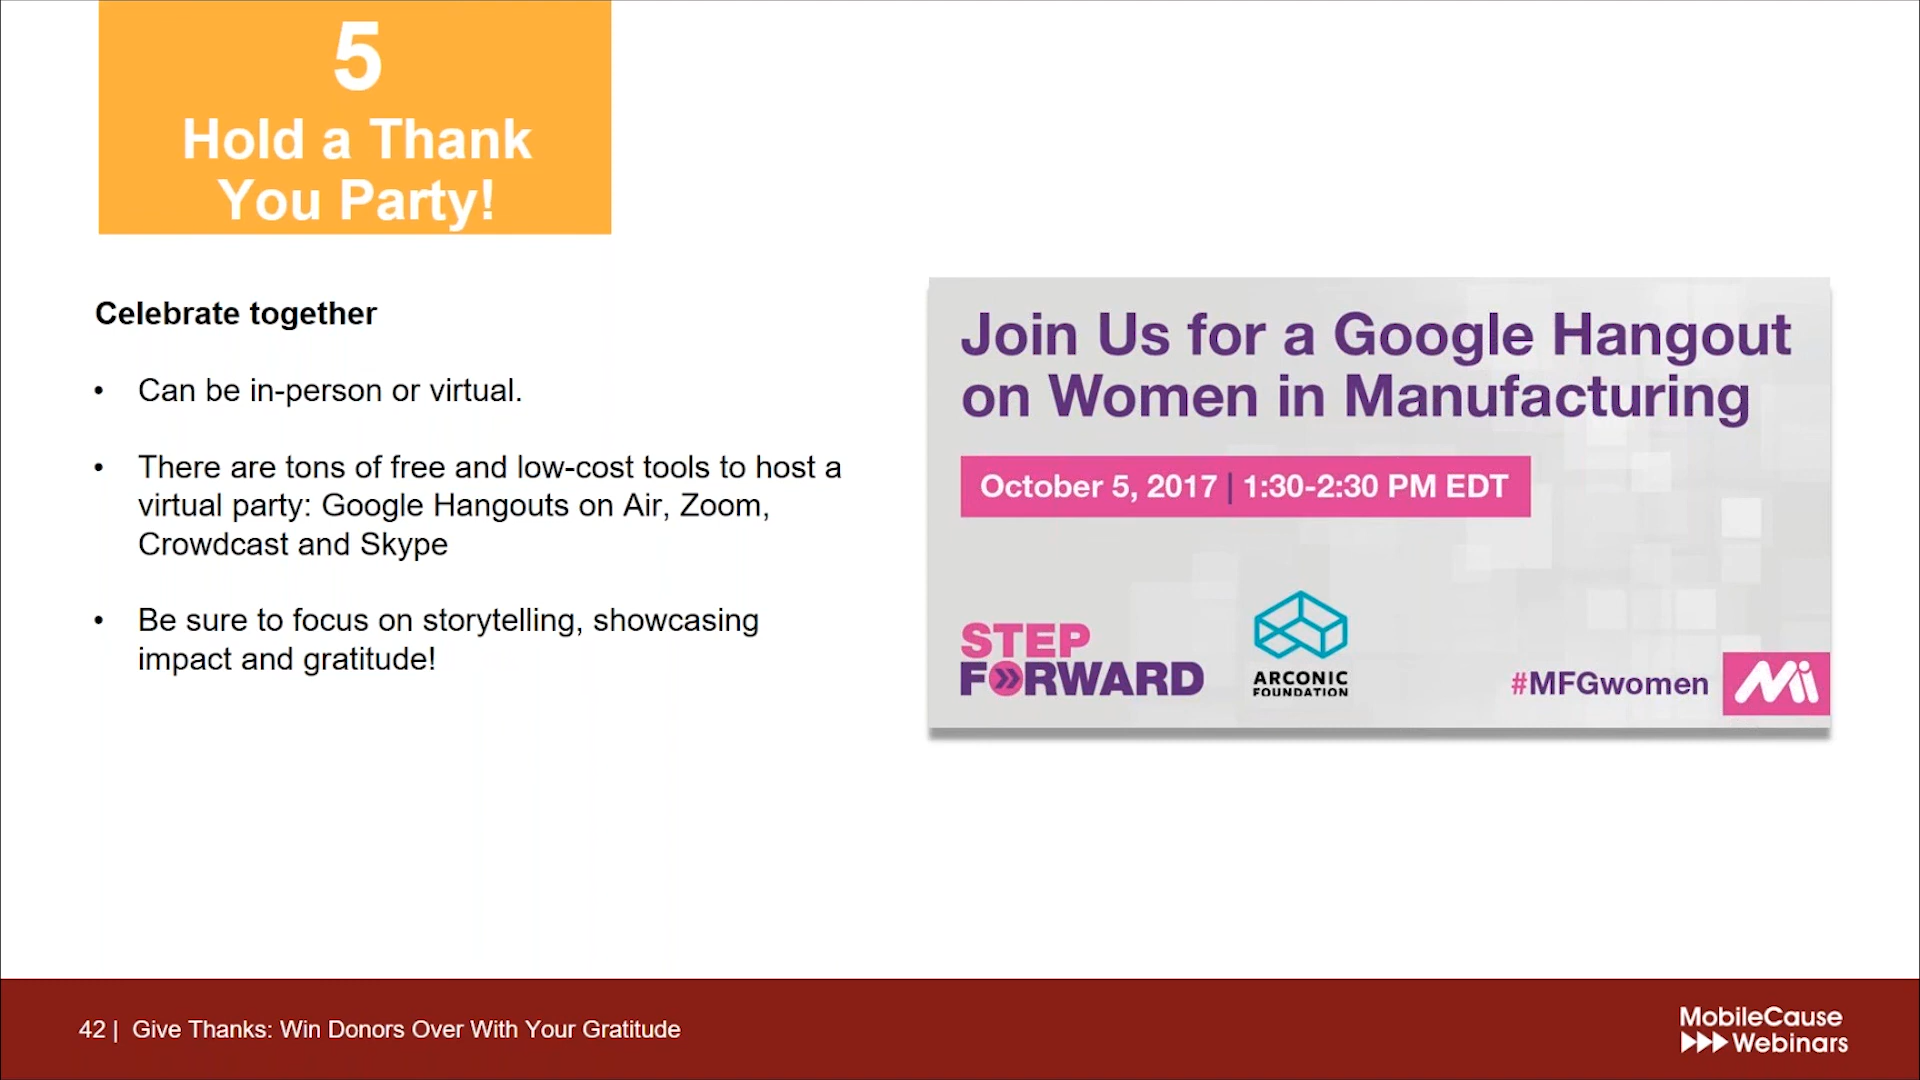 5
Hold a Thank
You Party!
Celebrate together
• Can be in-person or virtual.
• There are tons of free and low-cost tools to host a
virtual party: Google Hangouts on Air, Zoom,
Crowdcast and Skype
• Be sure to focus on storytelling, showcasing
impact and gratitude!
Join Us for a Google Hangout
on Women in Manufacturing
October 5, 2017 | 1:30-2:30 PM EDT
STEP
FORWARD
ARCONIC
FOUNDATION
#MFGwomen
Mi
42 | Give Thanks: Win Donors Over With Your Gratitude
MobileCause
Webinars